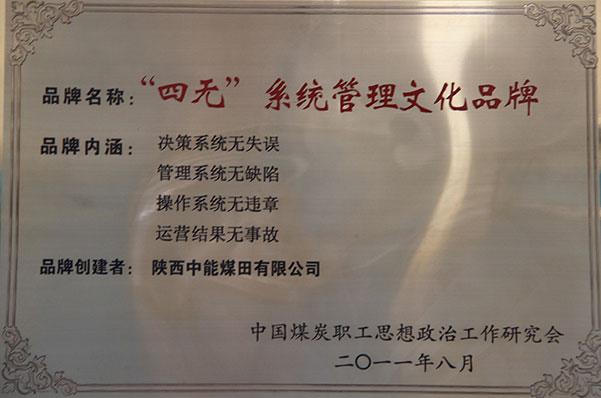 品牌名称：“四无”系统管理文化品牌
品牌内涵：决策系统无失误
管理系统无缺陷
操作系统无违章
运营结果无事故
品牌创建者：陕西中能煤田有限公司
中国煤炭职工思想政治工作研究会
二〇一一年八月